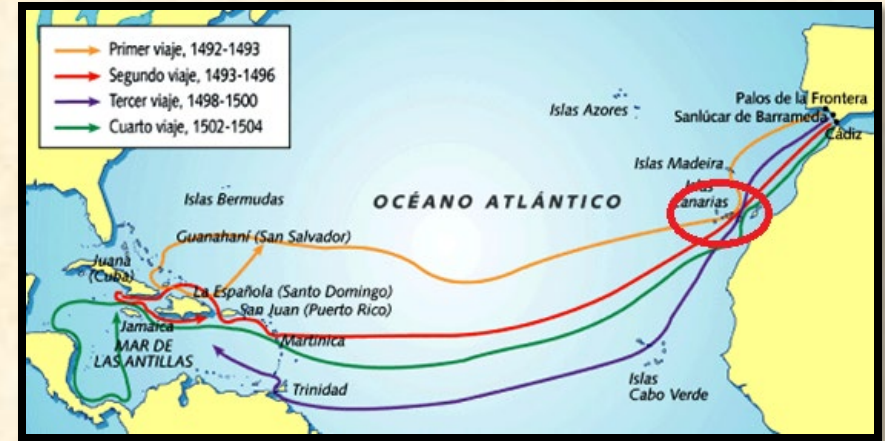 Primer viaje, 1492-1493
Segundo viaje, 1493-1496
Tercer viaje, 1498-1500
Cuarto viaje, 1502-1504
Palos de la Frontera
Islas Azores
Sanlúcar de Barrameda
Cádiz
Islas Madeira
Islas
Canarias
Islas Bermudas
OCÉANO ATLÁNTICO
Guanahaní (San Salvador)
Juana
(Cuba)
La Española (Santo Domingo)
San Juan (Puerto Rico)
Jamaica
Martinica
MAR DE
LAS ANTILLAS
Trinidad
Islas
Cabo Verde